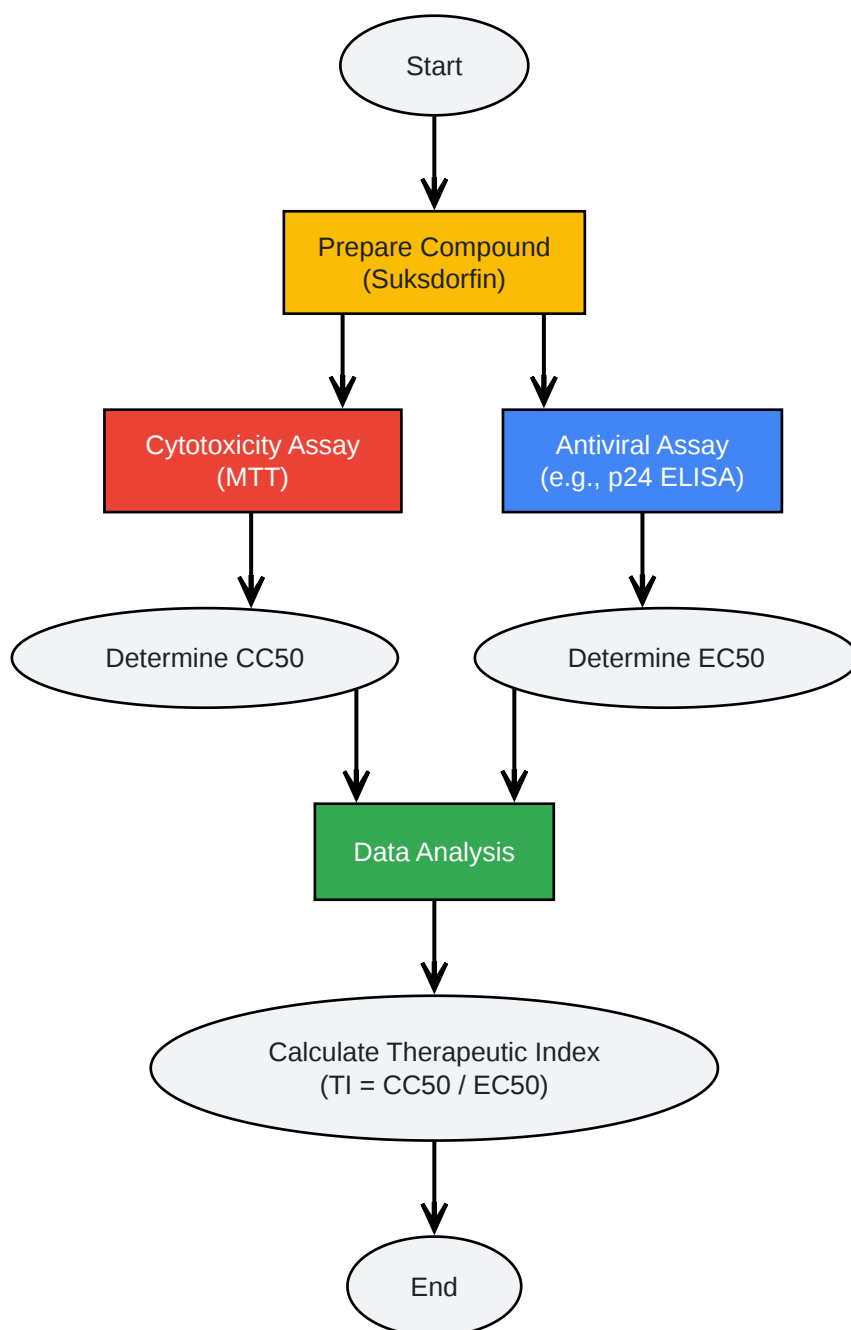 Start
Prepare Compound
(Suksdorfin)
Cytotoxicity Assay
(MTT)
Antiviral Assay
(e.g., p24 ELISA)
Determine CC50
Determine EC50
Data Analysis
Calculate Therapeutic Index
(TI = CC50 / EC50)
End